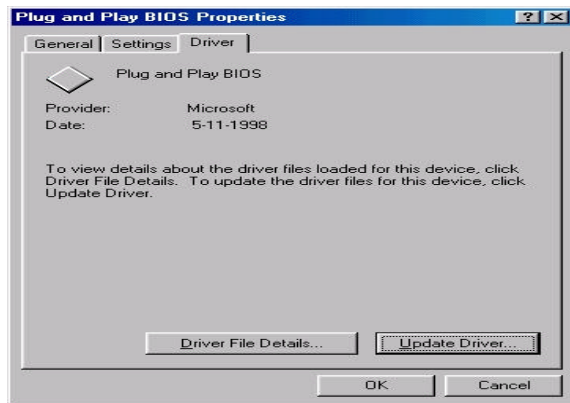 Plug and Play BIOS Properties
? ×
General Settings Driver
Plug and Play BIOS
Provider: Microsoft
Date: 5-11-1998
To view details about the driver files loaded for this device, click
Driver File Details. To update the driver files for this device, click
Update Driver.
Driver File Details... Update Driver...
OK Cancel